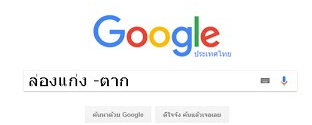 Google
ประเทศไทย
ล่องแก่ง -ตาก
ค้นหาด้วย Google
ดีใจจัง ค้นแล้วเจอเลย